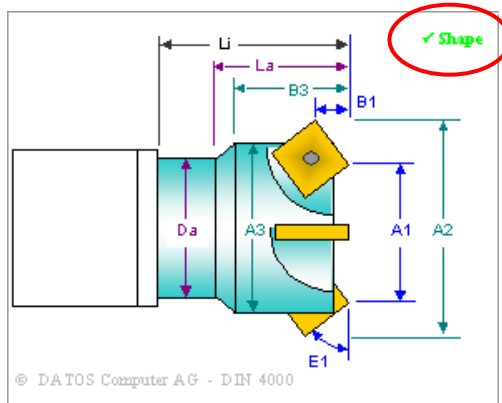 Li
✓ Shape
La
B3
B1
Da
A3
A1
A2
E1
© DATOS Computer AG - DIN 4000